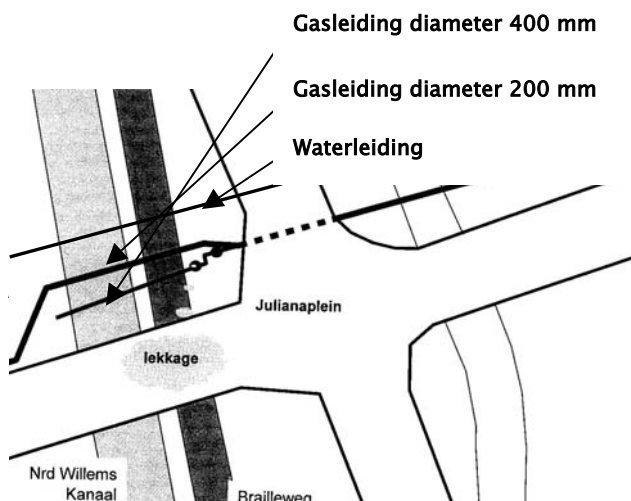 Gasleiding diameter 400 mm
Gasleiding diameter 200 mm
Waterleiding
Julianaplein
lekkage
Nrd Willems
Kanaal
Brailleweg